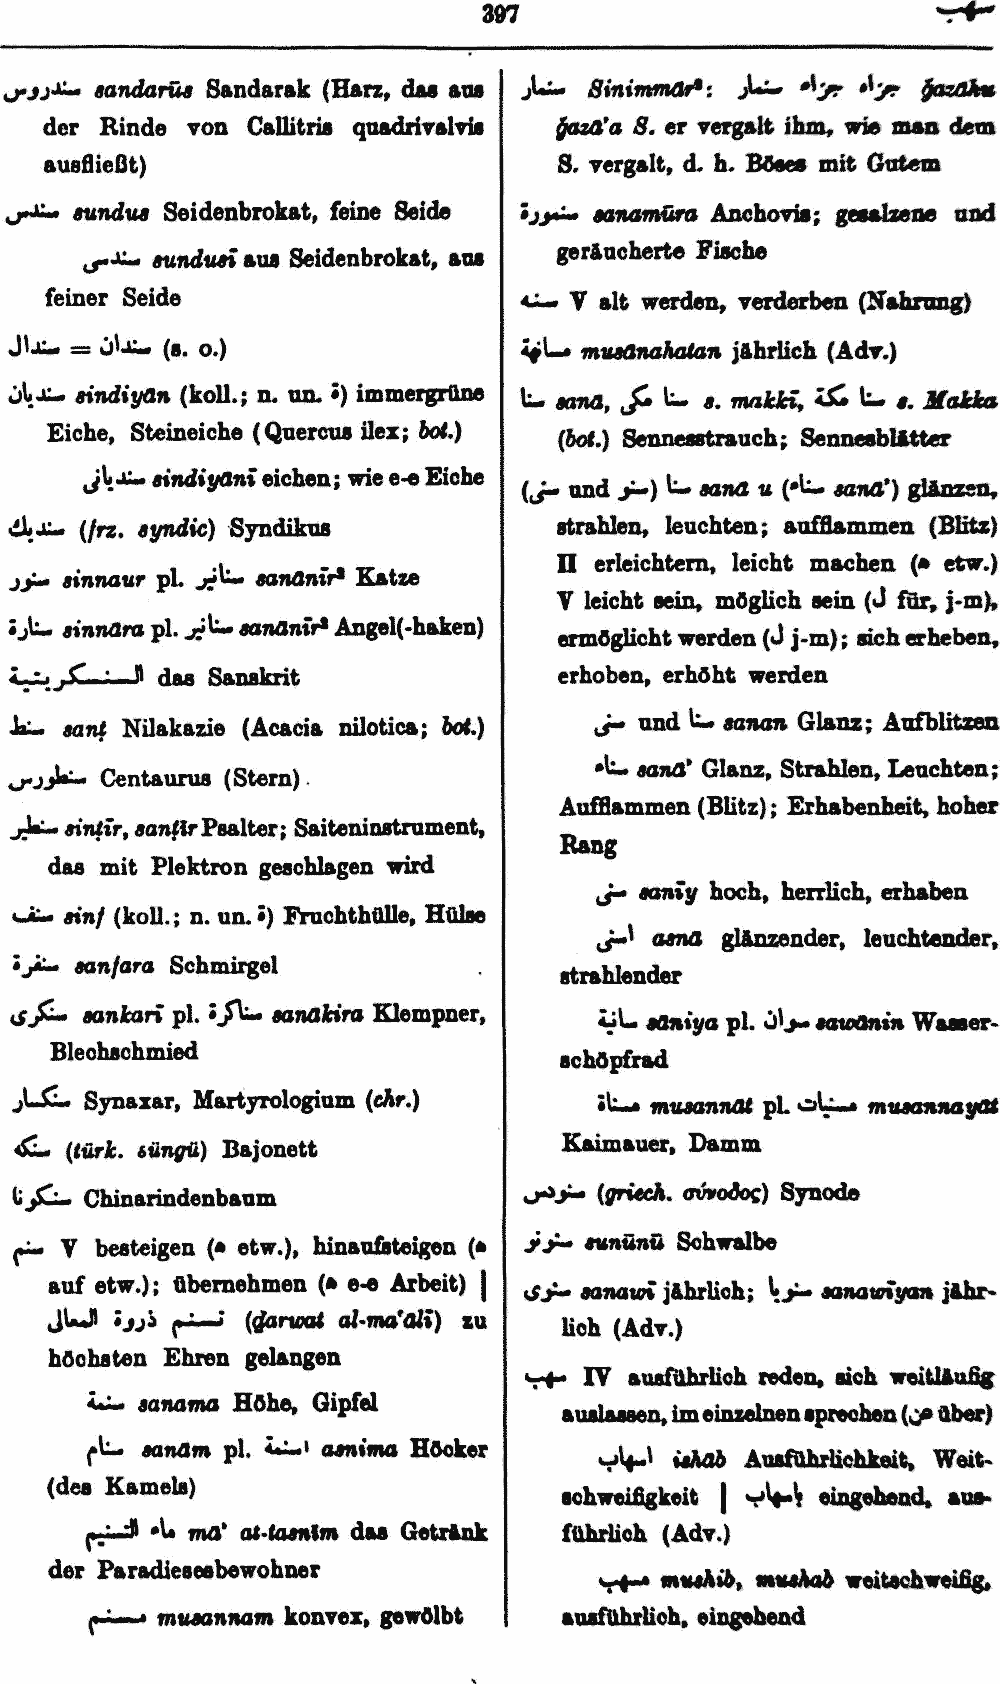 397
سهب
سندروس sandarūs Sandarak (Harz, das aus
der Rinde von Callitris quadrivalvis
ausfließt)
سندس sundus Seidenbrokat, feine Seide
سندسى sundusī aus Seidenbrokat, aus
feiner Seide
سندال = سندان (s. o.)
سنديان sindiyān (koll.; n. un. ة) immergrüne
Eiche, Steineiche (Quercus ilex; bot.)
سنديانى sindiyānī eichen; wie e-e Eiche
سنديك (frz. syndic) Syndikus
سنور sinnaur pl. سنانير sanānīr² Katze
سنارة sinnāra pl. سنانير sanānīr² Angel(-haken)
السنسكريتية das Sanskrit
سنط sanṭ Nilakazie (Acacia nilotica; bot.)
سنطورس Centaurus (Stern)
سنطير sinṭīr, sanṭīr Psalter; Saiteninstrument,
das mit Plektron geschlagen wird
سنف sinf (koll.; n. un. ة) Fruchthülle, Hülse
سنفرة sanfara Schmirgel
سنكرى sankarī pl. سناكرة sanākira Klempner,
Blechschmied
سنكسار Synaxar, Martyrologium (chr.)
سنكه (türk. süngü) Bajonett
سنكونا Chinarindenbaum
سنم V besteigen (ه etw.), hinaufsteigen (ه
auf etw.); übernehmen (ه e-e Arbeit) |
تسنم ذروة المعالى (ḏarwat al-ma'ālī) zu
höchsten Ehren gelangen
سنمة sanama Höhe, Gipfel
سنام sanām pl. اسنمة asnima Höcker
(des Kamels)
ماء التسنيم mā' at-tasnīm das Getränk
der Paradiesesbewohner
مسنم musannam konvex, gewölbt
سنمار Sinimmār²: جزاه جزاء سنمار ǧazāhu
ǧazā'a S. er vergalt ihm, wie man dem
S. vergalt, d. h. Böses mit Gutem
سنمورة sanamūra Anchovis; gesalzene und
geräucherte Fische
سنه V alt werden, verderben (Nahrung)
مسانهة musānahatan jährlich (Adv.)
سنا sanā, سنا مكى s. makkī, سنا مكة s. Makka
(bot.) Sennesstrauch; Sennesblätter
(سنو und سنى) سنا sanā u (سناء sanā') glänzen,
strahlen, leuchten; aufflammen (Blitz)
II erleichtern, leicht machen (ه etw.)
V leicht sein, möglich sein (ل für, j-m),
ermöglicht werden (ل j-m); sich erheben,
erhoben, erhöht werden
سنى und سنا sanan Glanz; Aufblitzen
سناء sanā' Glanz, Strahlen, Leuchten;
Aufflammen (Blitz); Erhabenheit, hoher
Rang
سنى sanīy hoch, herrlich, erhaben
اسنى asnā glänzender, leuchtender,
strahlender
سانية sāniya pl. سوان sawānin Wasser-
schöpfrad
مسناة musannāt pl. مسنيات musannayāt
Kaimauer, Damm
سنودس (griech. σύνοδος) Synode
سنونو sunūnū Schwalbe
سنوى sanawī jährlich; سنويا sanawīyan jähr-
lich (Adv.)
سهب IV ausführlich reden, sich weitläufig
auslassen, im einzelnen sprechen (عن über)
اسهاب ishāb Ausführlichkeit, Weit-
schweifigkeit | باسهاب eingehend, aus-
führlich (Adv.)
مسهب mushib, mushab weitschweifig,
ausführlich, eingehend